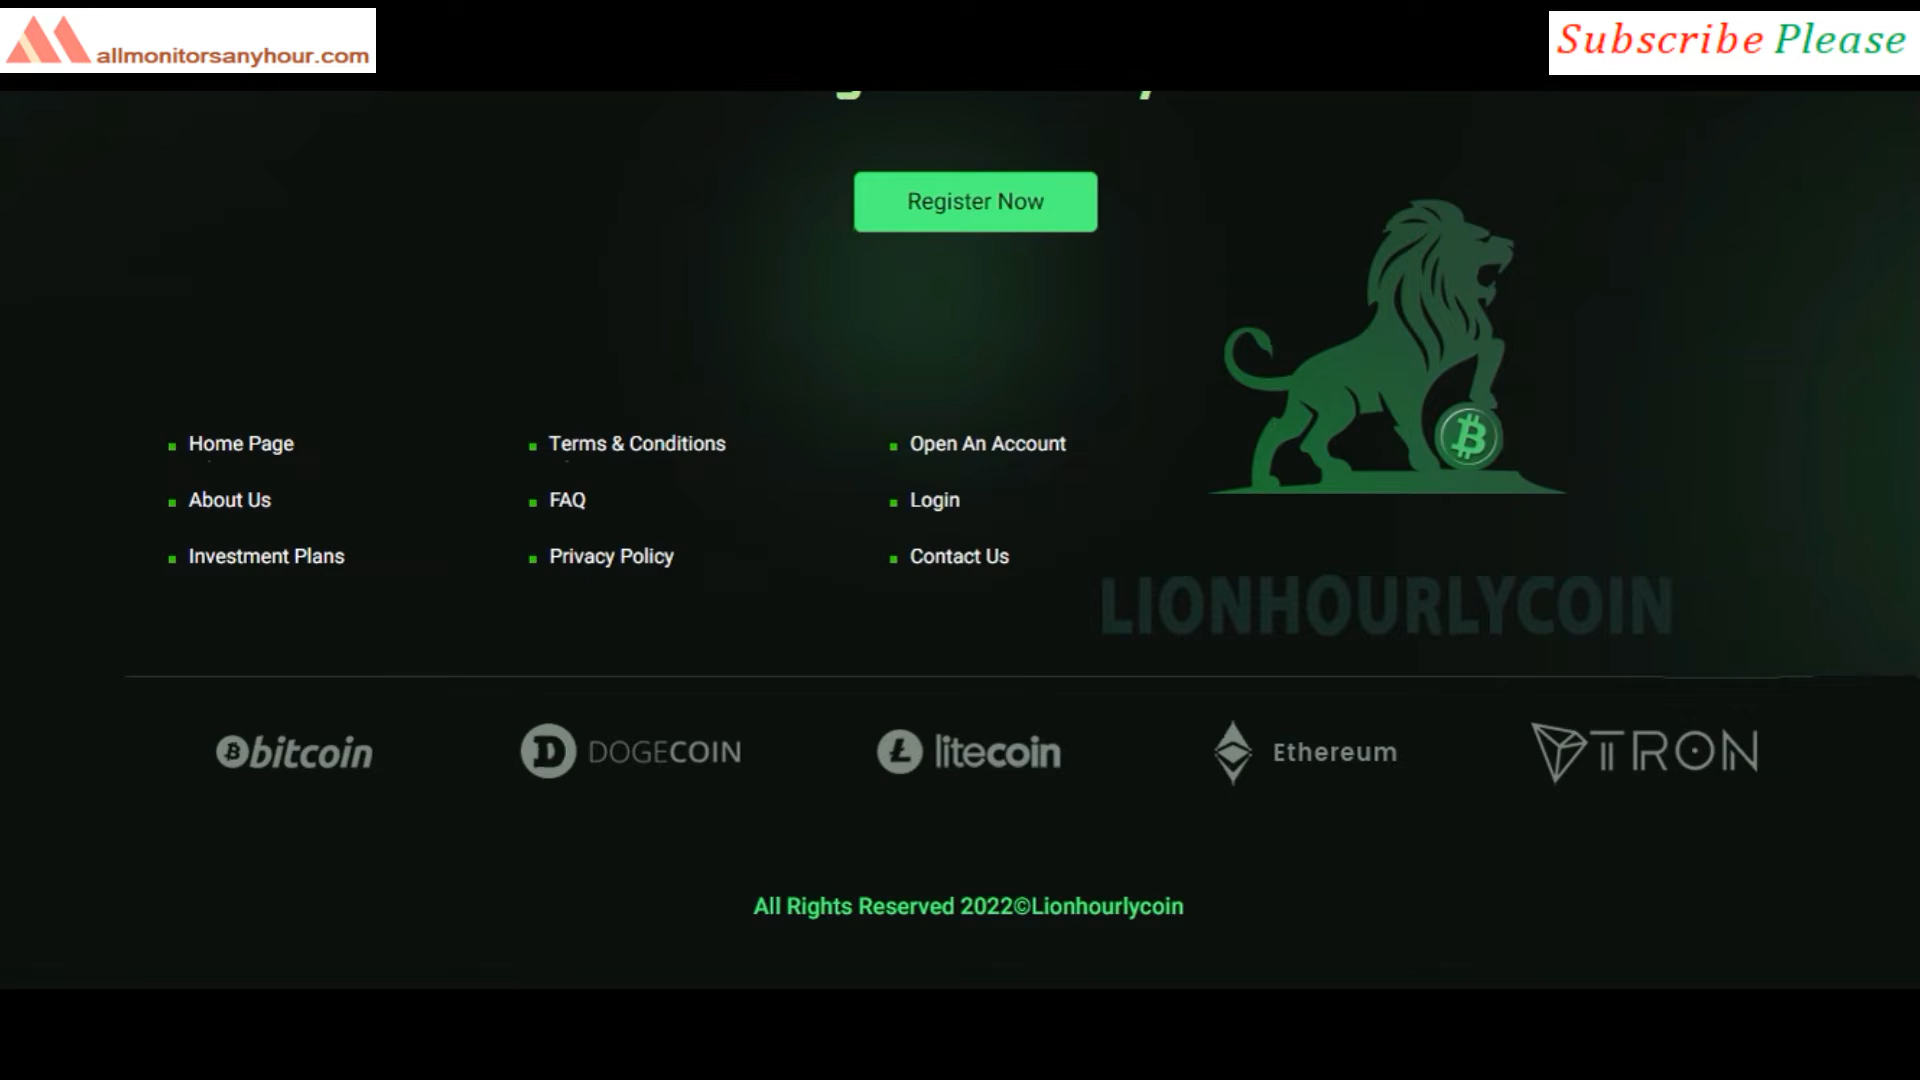 allmonitorsanyhour.com
Subscribe Please
Register Now
Home Page
Terms & Conditions
Open An Account
About Us
FAQ
Login
Investment Plans
Privacy Policy
Contact Us
LIONHOURLYCOIN
bitcoin
DOGECOIN
litecoin
Ethereum
TRON
All Rights Reserved 2022©Lionhourlycoin